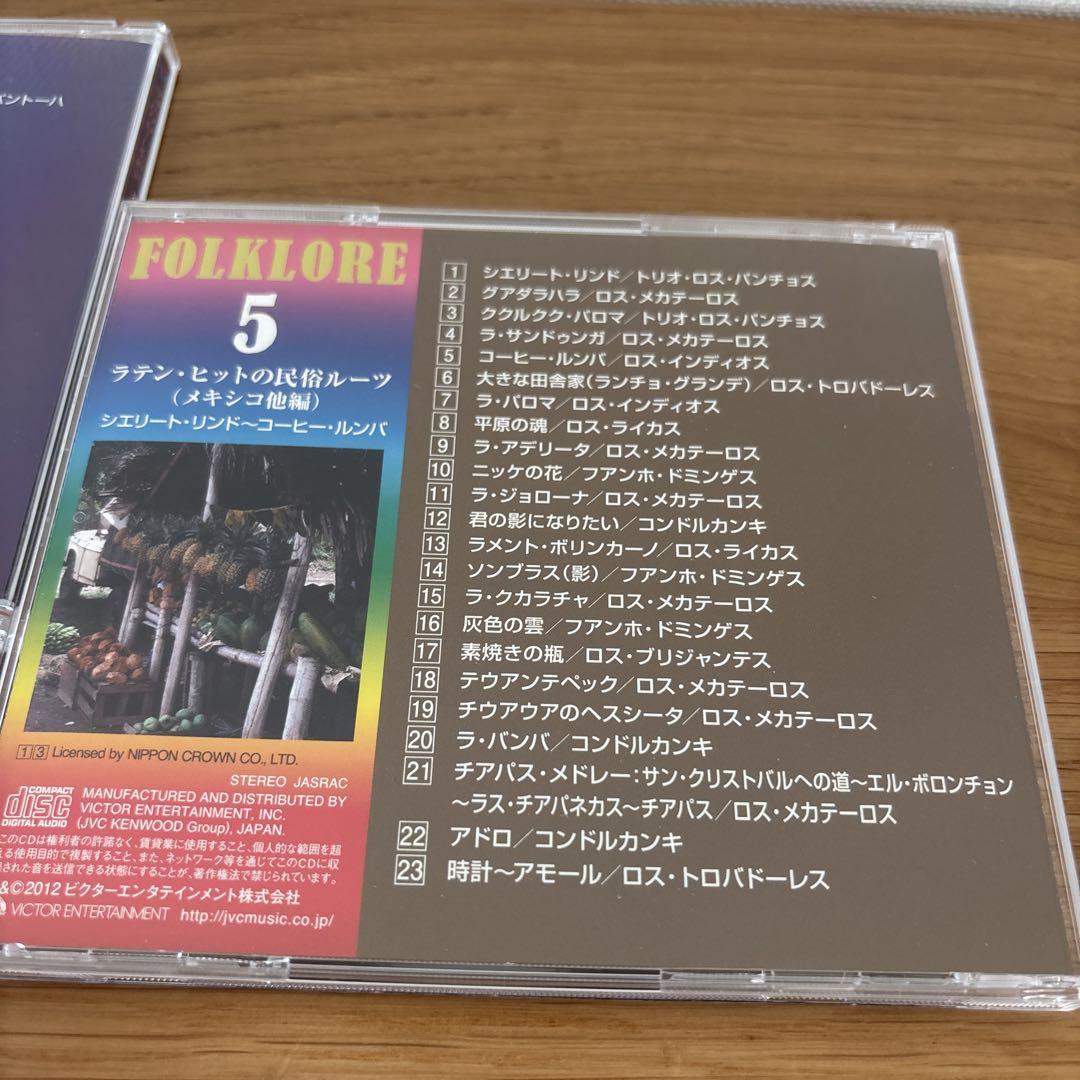 バントーハ
FOLKLORE
5
ラテン・ヒットの民俗ルーツ
(メキシコ他編)
シエリート・リンド〜コーヒー・ルンバ
1 3 Licensed by NIPPON CROWN CO., LTD.
STEREO JASRAC
COMPACT
disc
DIGITAL AUDIO
MANUFACTURED AND DISTRIBUTED BY
VICTOR ENTERTAINMENT, INC.
(JVC KENWOOD Group), JAPAN.
このCDは権利者の許諾なく、賃貸業に使用すること、個人的な範囲を超
える使用目的で複製すること、また、ネットワーク等を通じてこのCDに収
された音を送信できる状態にすることが、著作権法で禁じられています。
&©2012 ビクターエンタテインメント株式会社
VICTOR ENTERTAINMENT http://jvcmusic.co.jp/
1 シエリート・リンド/トリオ・ロス・パンチョス
2 グアダラハラ/ロス・メカテーロス
3 ククルクク・パロマ/トリオ・ロス・パンチョス
4 ラ・サンドゥンガ/ロス・メカテーロス
5 コーヒー・ルンバ/ロス・インディオス
6 大きな田舎家(ランチョ・グランデ)/ロス・トロバドーレス
7 ラ・パロマ/ロス・インディオス
8 平原の魂/ロス・ライカス
9 ラ・アデリータ/ロス・メカテーロス
10 ニッケの花/フアンホ・ドミンゲス
11 ラ・ジョローナ/ロス・メカテーロス
12 君の影になりたい/コンドルカンキ
13 ラメント・ボリンカーノ/ロス・ライカス
14 ソンブラス(影)/フアンホ・ドミンゲス
15 ラ・クカラチャ/ロス・メカテーロス
16 灰色の雲/フアンホ・ドミンゲス
17 素焼きの瓶/ロス・ブリジャンテス
18 テウアンテペック/ロス・メカテーロス
19 チウアウアのヘスシータ/ロス・メカテーロス
20 ラ・バンバ/コンドルカンキ
21 チアパス・メドレー:サン・クリストバルへの道〜エル・ボロンチョン
〜ラス・チアパネカス〜チアパス/ロス・メカテーロス
22 アドロ/コンドルカンキ
23 時計〜アモール/ロス・トロバドーレス